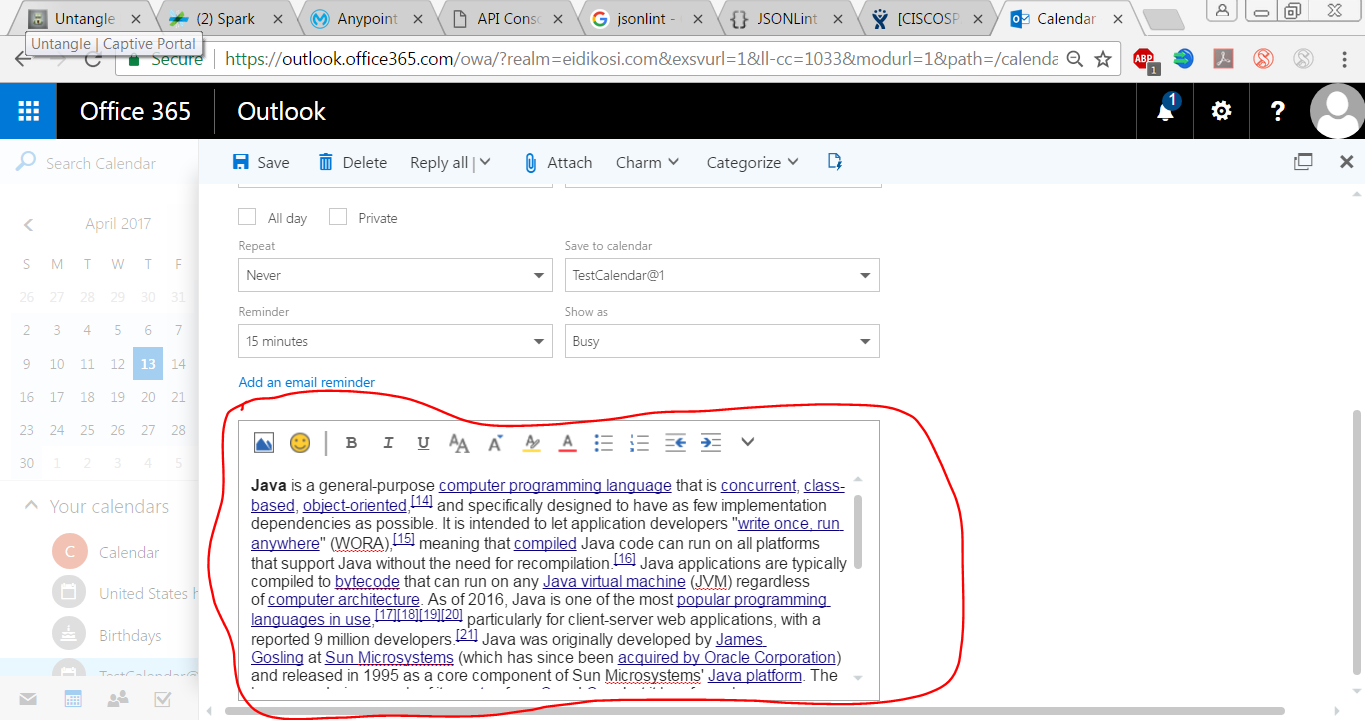 Untangle (2) Spark Anypoint API Cons jsonlint - JSONLint [CISCOSP Calendar
Untangle | Captive Portal
Secure https://outlook.office365.com/owa/?realm=eidikosi.com&exsvurl=1&ll-cc=1033&modurl=1&path=/calenda ABP 1
Office 365 Outlook 1 ?
Search Calendar Save Delete Reply all | Attach Charm Categorize
April 2017
S M T W T F
26 27 28 29 30 31
2 3 4 5 6 7
9 10 11 12 13 14
16 17 18 19 20 21
23 24 25 26 27 28
30 1 2 3 4 5
Your calendars
C Calendar
United States h
Birthdays
TestCalendar@
All day Private
Repeat Save to calendar
Never TestCalendar@1
Reminder Show as
15 minutes Busy
Add an email reminder
B I U AA A A
Java is a general-purpose computer programming language that is concurrent, class-
based, object-oriented,[14] and specifically designed to have as few implementation
dependencies as possible. It is intended to let application developers "write once, run
anywhere" (WORA),[15] meaning that compiled Java code can run on all platforms
that support Java without the need for recompilation.[16] Java applications are typically
compiled to bytecode that can run on any Java virtual machine (JVM) regardless
of computer architecture. As of 2016, Java is one of the most popular programming
languages in use,[17][18][19][20] particularly for client-server web applications, with a
reported 9 million developers.[21] Java was originally developed by James
Gosling at Sun Microsystems (which has since been acquired by Oracle Corporation)
and released in 1995 as a core component of Sun Microsystems' Java platform. The